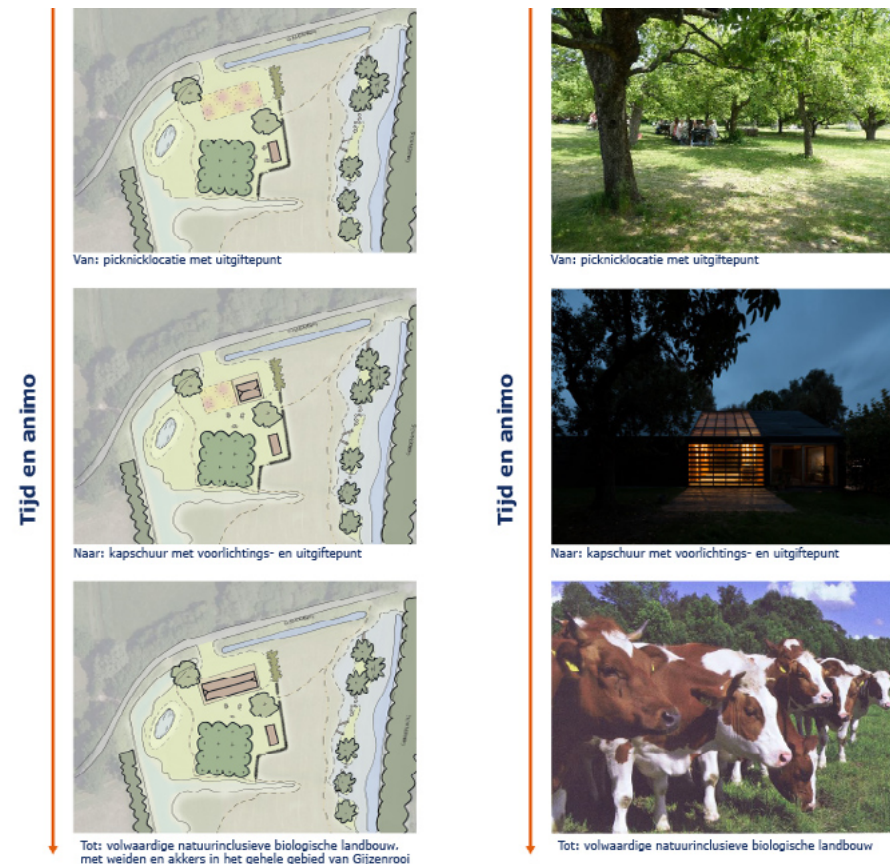 Tijd en animo
Van: picknicklocatie met uitgiftepunt
Naar: kapschuur met voorlichtings- en uitgiftepunt
Tot: volwaardige natuurinclusieve biologische landbouw,
met weiden en akkers in het gehele gebied van Gijzenrooi
Tijd en animo
Van: picknicklocatie met uitgiftepunt
Naar: kapschuur met voorlichtings- en uitgiftepunt
Tot: volwaardige natuurinclusieve biologische landbouw